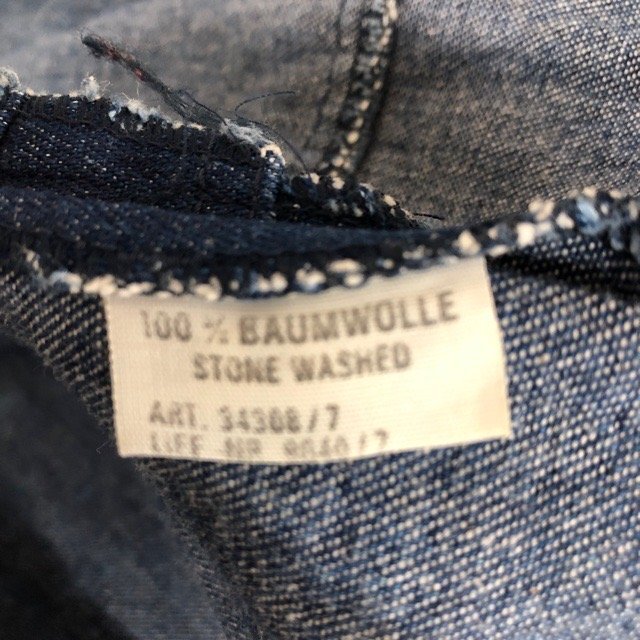 100 % BAUMWOLLE
STONE WASHED
ART. 34308/7